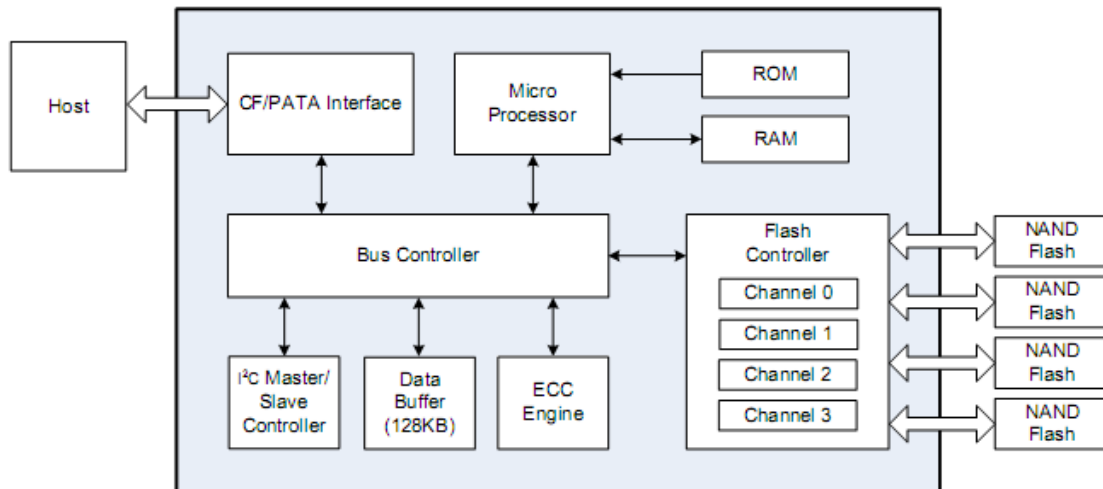 Host
CF/PATA Interface
Micro
Processor
ROM
RAM
Bus Controller
Flash
Controller
Channel 0
Channel 1
Channel 2
Channel 3
NAND
Flash
NAND
Flash
NAND
Flash
NAND
Flash
I²C Master/
Slave
Controller
Data
Buffer
(128KB)
ECC
Engine